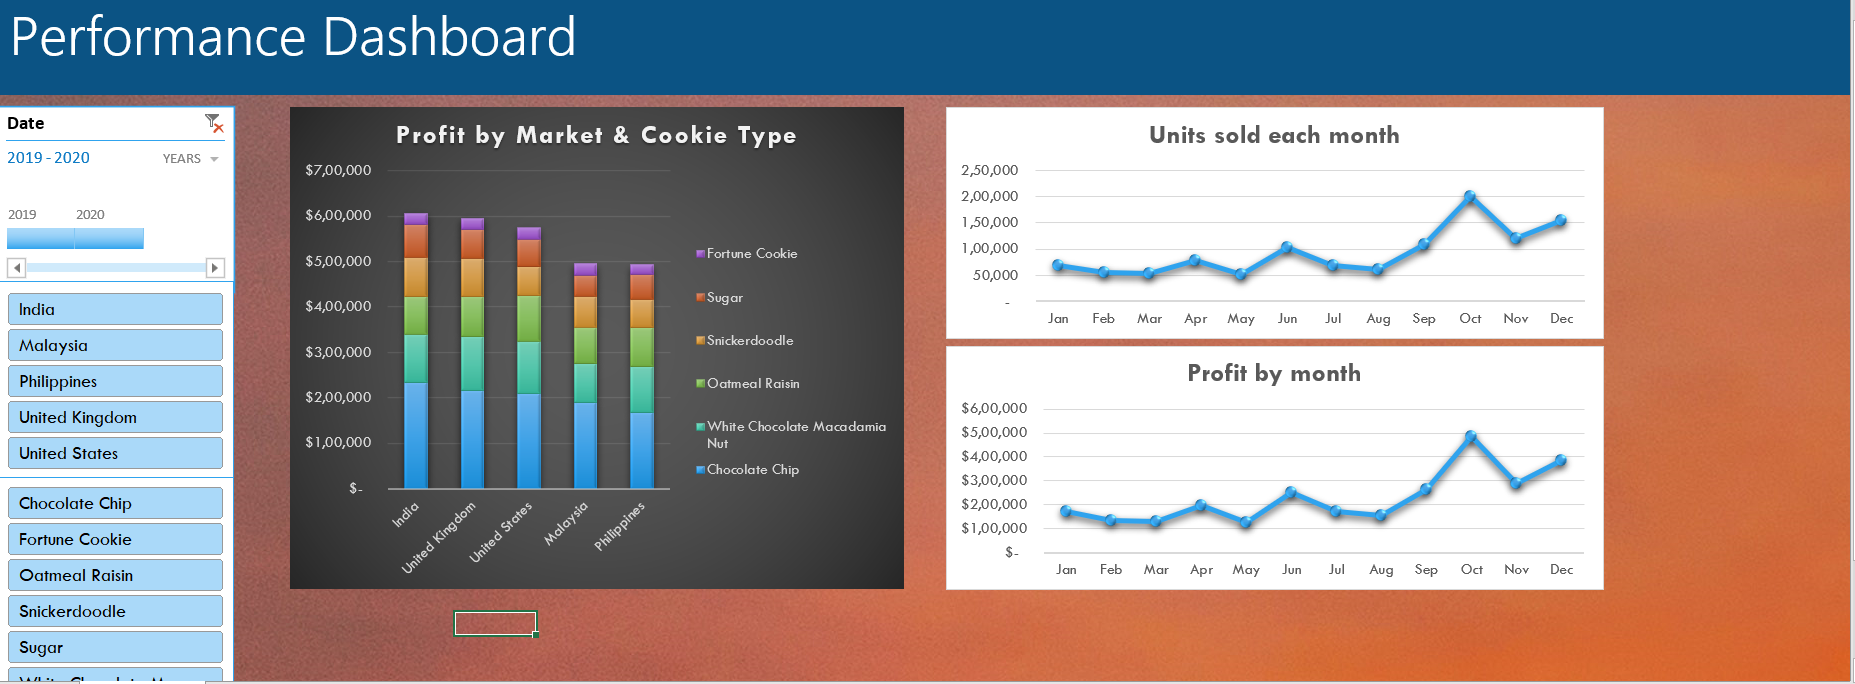 Performance Dashboard
Date
2019 - 2020
YEARS
2019 2020
India
Malaysia
Philippines
United Kingdom
United States
Chocolate Chip
Fortune Cookie
Oatmeal Raisin
Snickerdoodle
Sugar
Profit by Market & Cookie Type
$7,00,000
$6,00,000
$5,00,000
$4,00,000
$3,00,000
$2,00,000
$1,00,000
$-
India
United Kingdom
United States
Malaysia
Philippines
Fortune Cookie
Sugar
Snickerdoodle
Oatmeal Raisin
White Chocolate Macadamia
Nut
Chocolate Chip
Units sold each month
2,50,000
2,00,000
1,50,000
1,00,000
50,000
-
Jan Feb Mar Apr May Jun Jul Aug Sep Oct Nov Dec
Profit by month
$6,00,000
$5,00,000
$4,00,000
$3,00,000
$2,00,000
$1,00,000
$-
Jan Feb Mar Apr May Jun Jul Aug Sep Oct Nov Dec